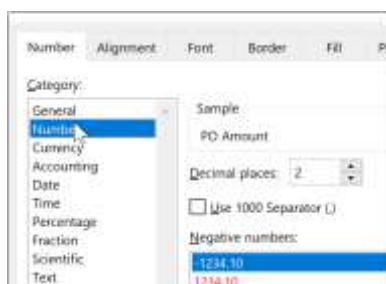 Number Alignment Font Border Fill P
Category:
General
Number
Currency
Accounting
Date
Time
Percentage
Fraction
Scientific
Text
Sample
PO Amount
Decimal places: 2
Use 1000 Separator (,)
Negative numbers:
-1234.10
1234.10